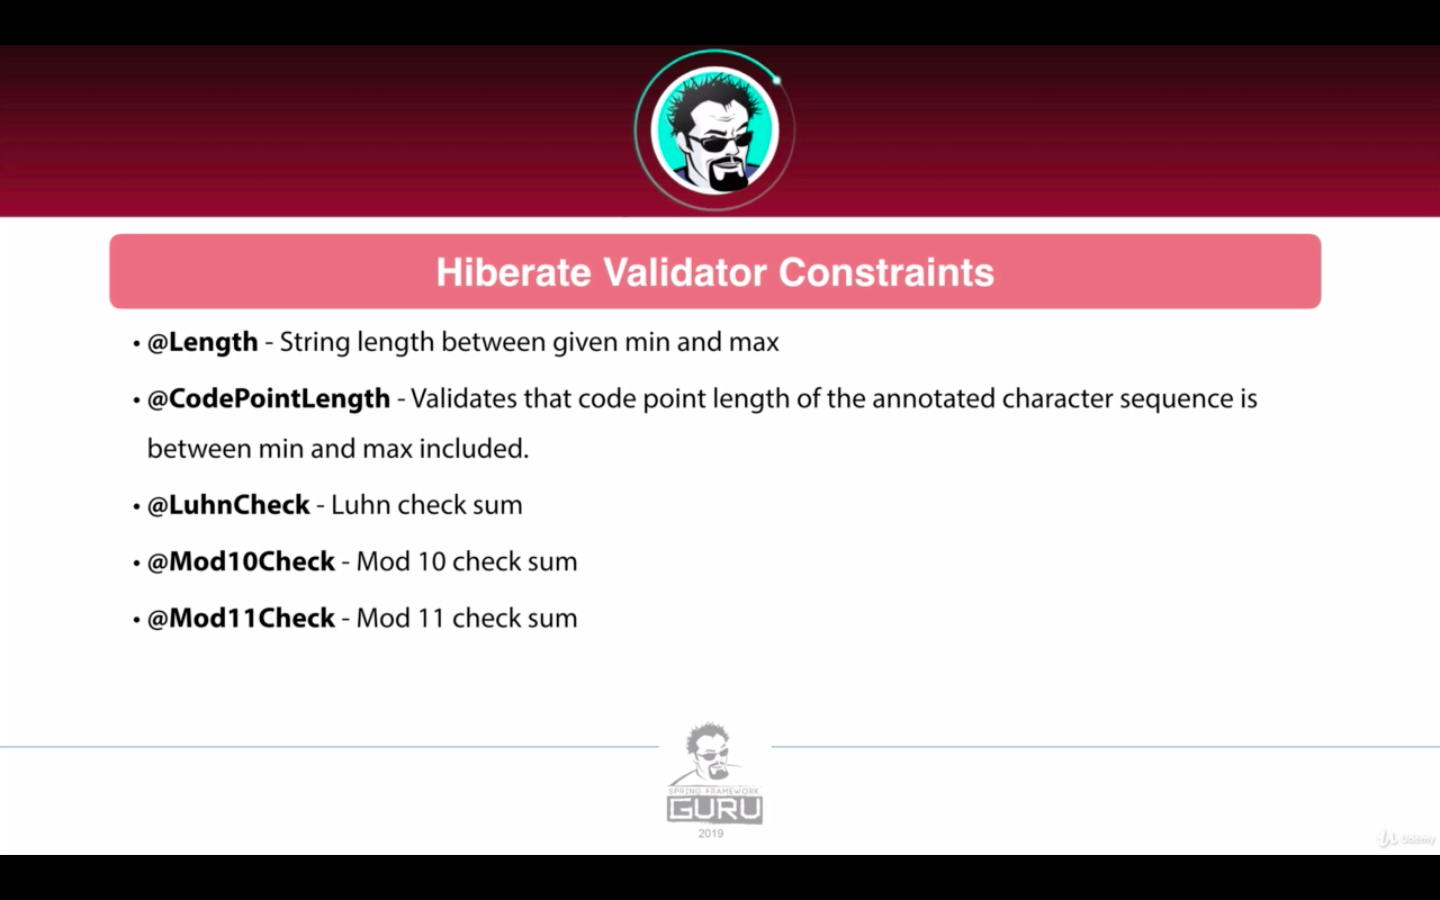 Hiberate Validator Constraints
• @Length - String length between given min and max
• @CodePointLength - Validates that code point length of the annotated character sequence is
between min and max included.
• @LuhnCheck - Luhn check sum
• @Mod10Check - Mod 10 check sum
• @Mod11Check - Mod 11 check sum
SPRING FRAMEWORK
GURU
2019
Udemy